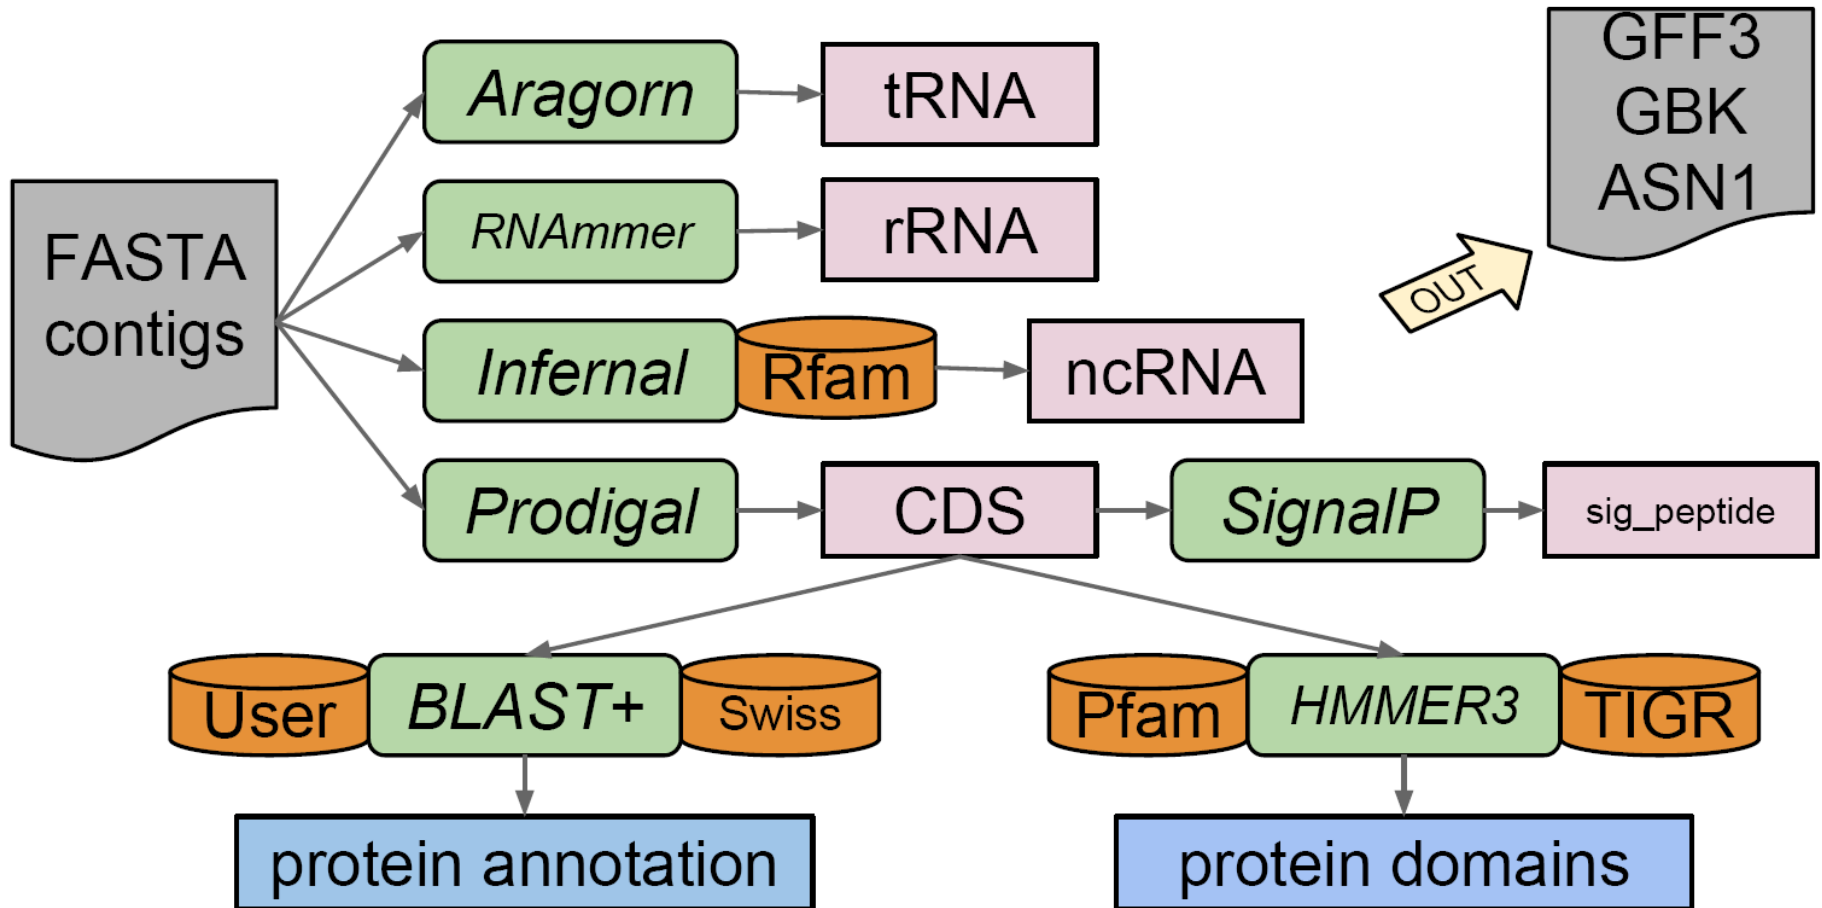 GFF3
GBK
ASN1
Aragorn
tRNA
RNAmmer
rRNA
OUT
FASTA
contigs
Infernal
Rfam
ncRNA
Prodigal
CDS
SignalP
sig_peptide
User
BLAST+
Swiss
Pfam
HMMER3
TIGR
protein annotation
protein domains